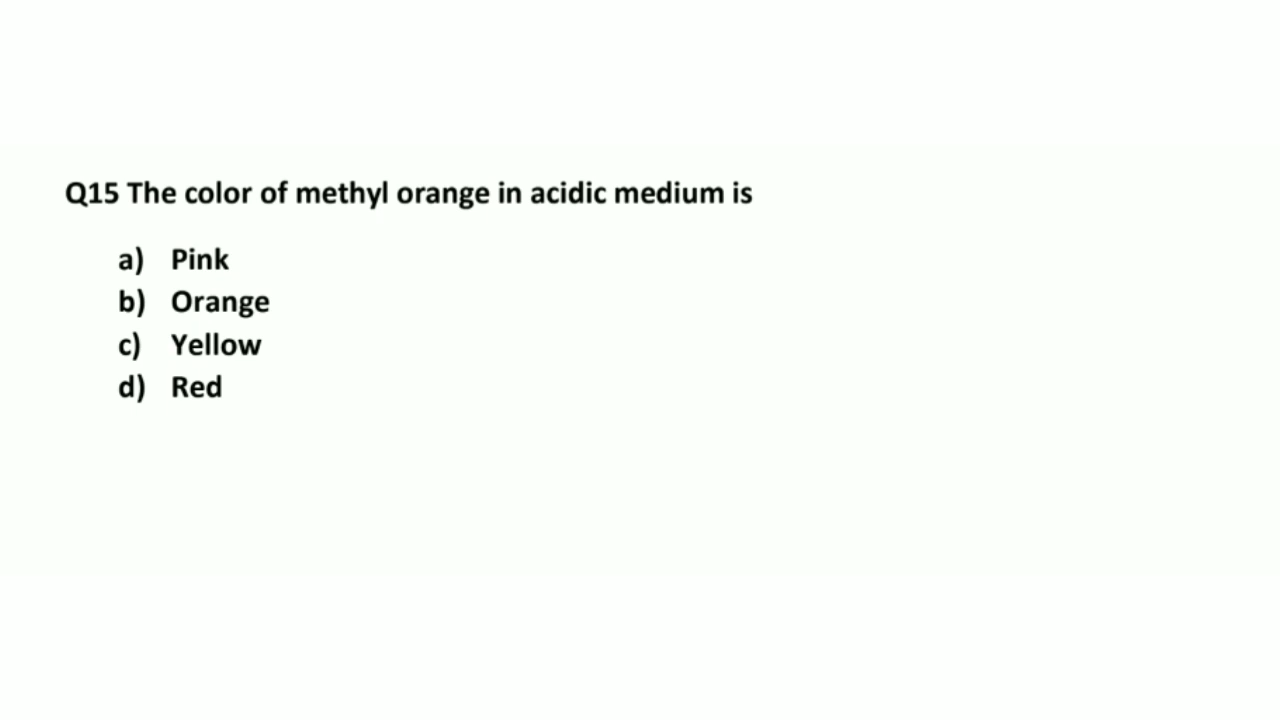 Q15 The color of methyl orange in acidic medium is
a) Pink
b) Orange
c) Yellow
d) Red